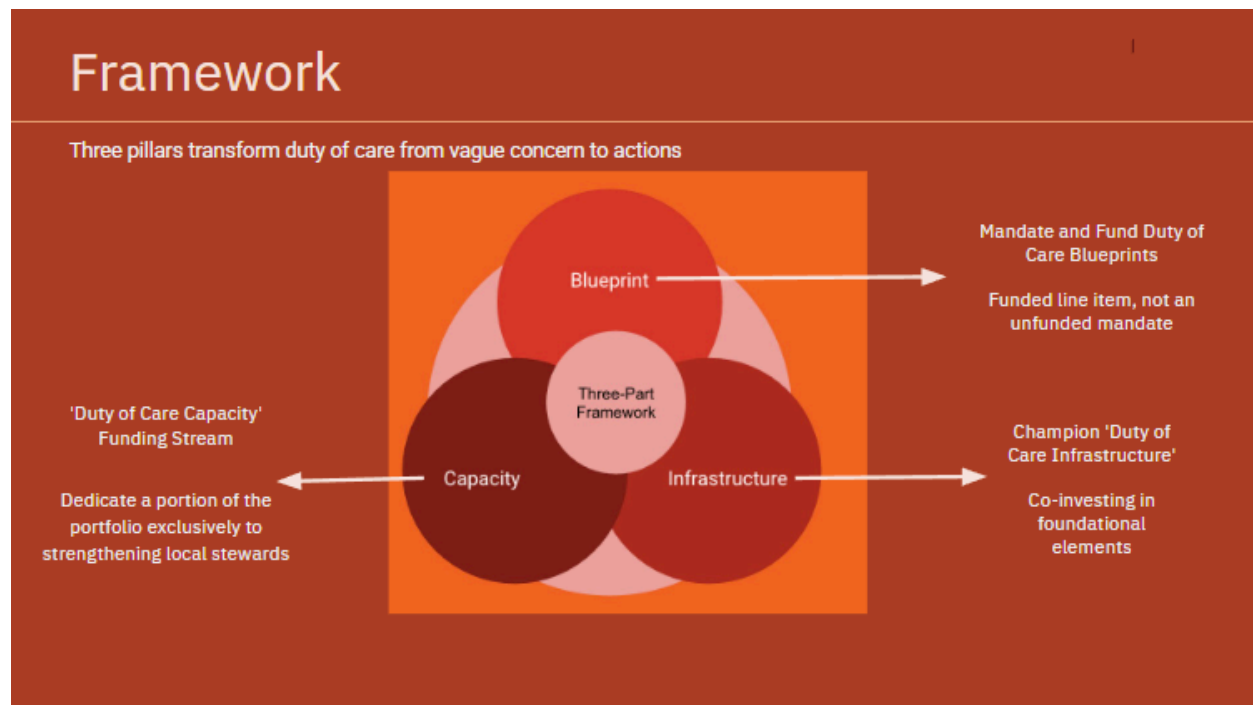 Framework
Three pillars transform duty of care from vague concern to actions
Blueprint
Mandate and Fund Duty of
Care Blueprints
Funded line item, not an
unfunded mandate
Three-Part
Framework
'Duty of Care Capacity'
Funding Stream
Dedicate a portion of the
portfolio exclusively to
strengthening local stewards
Capacity
Infrastructure
Champion 'Duty of
Care Infrastructure'
Co-investing in
foundational
elements